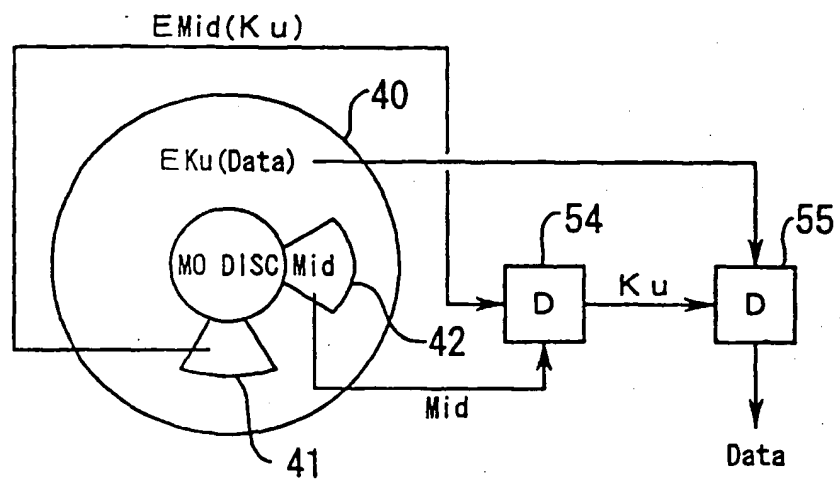 EMid(Ku)
40
EKu(Data)
54
55
MO DISC
Mid
D
Ku
D
42
Mid
41
Data